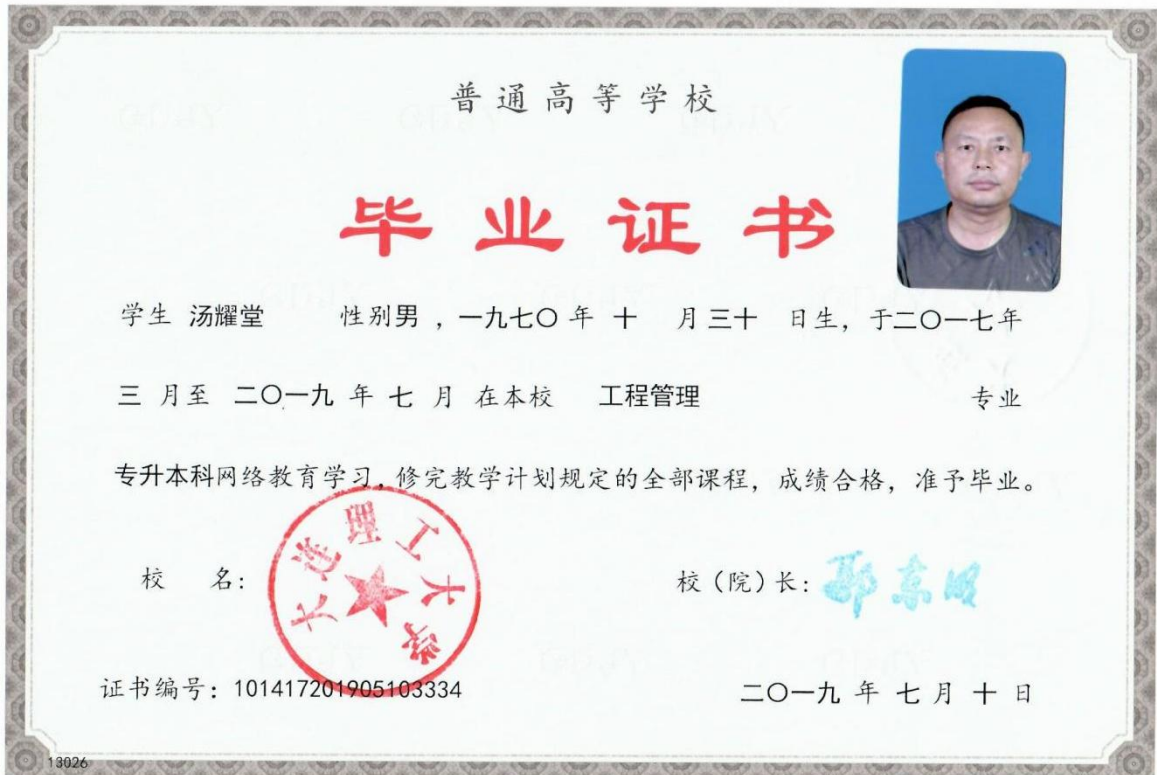 普通高等学校
毕业证书
学生 汤耀堂 性别男 ，一九七〇 年 十 月 三十 日生，于二〇一七年
三 月至 二〇一九 年 七 月 在本校 工程管理 专业
专升本科网络教育学习，修完教学计划规定的全部课程，成绩合格，准予毕业。
校 名：
大连理工大学
校（院）长：
证书编号：101417201905103334
二〇一九 年 七 月 十 日
13026